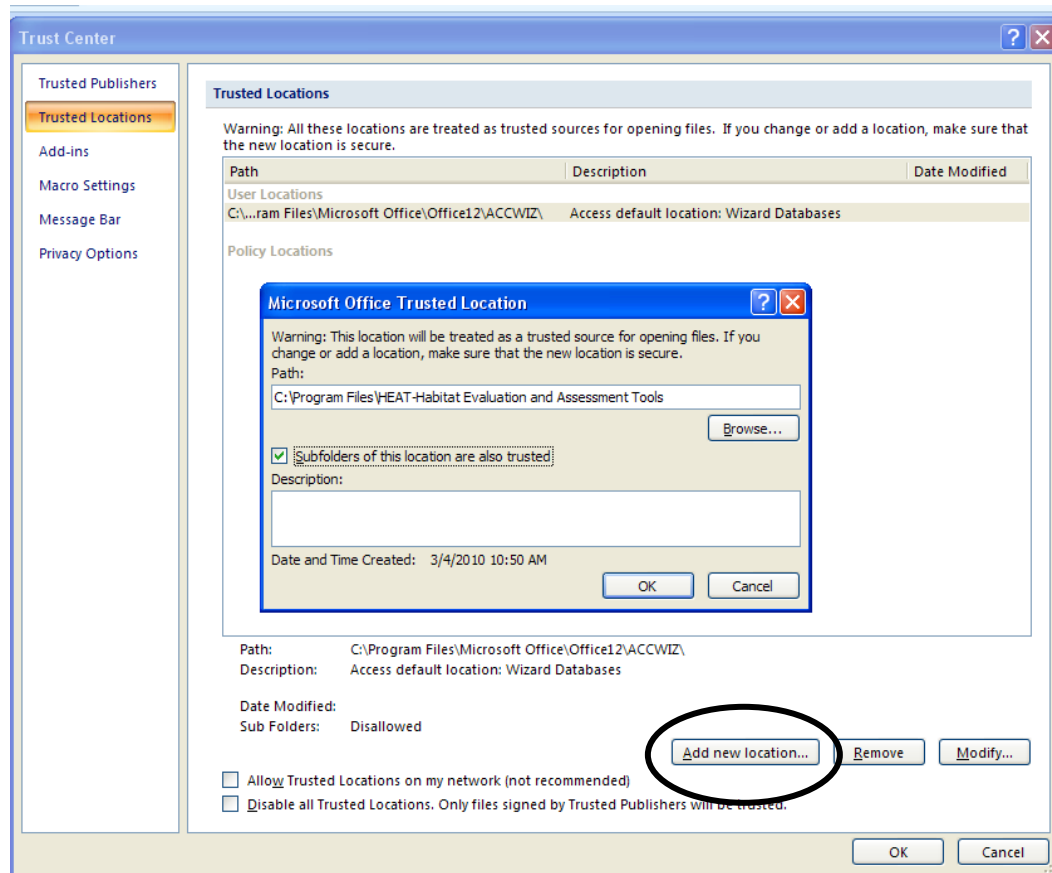 Trust Center
Trusted Publishers
Trusted Locations
Add-ins
Macro Settings
Message Bar
Privacy Options
Trusted Locations
Warning: All these locations are treated as trusted sources for opening files. If you change or add a location, make sure that
the new location is secure.
Path Description Date Modified
User Locations
C:\...ram Files\Microsoft Office\Office12\ACCWIZ\ Access default location: Wizard Databases
Policy Locations
Microsoft Office Trusted Location
Warning: This location will be treated as a trusted source for opening files. If you
change or add a location, make sure that the new location is secure.
Path:
C:\Program Files\HEAT-Habitat Evaluation and Assessment Tools
Browse...
Subfolders of this location are also trusted
Description:
Date and Time Created: 3/4/2010 10:50 AM
OK Cancel
Path: C:\Program Files\Microsoft Office\Office12\ACCWIZ\
Description: Access default location: Wizard Databases
Date Modified:
Sub Folders: Disallowed
Add new location... Remove Modify...
Allow Trusted Locations on my network (not recommended)
Disable all Trusted Locations. Only files signed by Trusted Publishers will be trusted.
OK Cancel